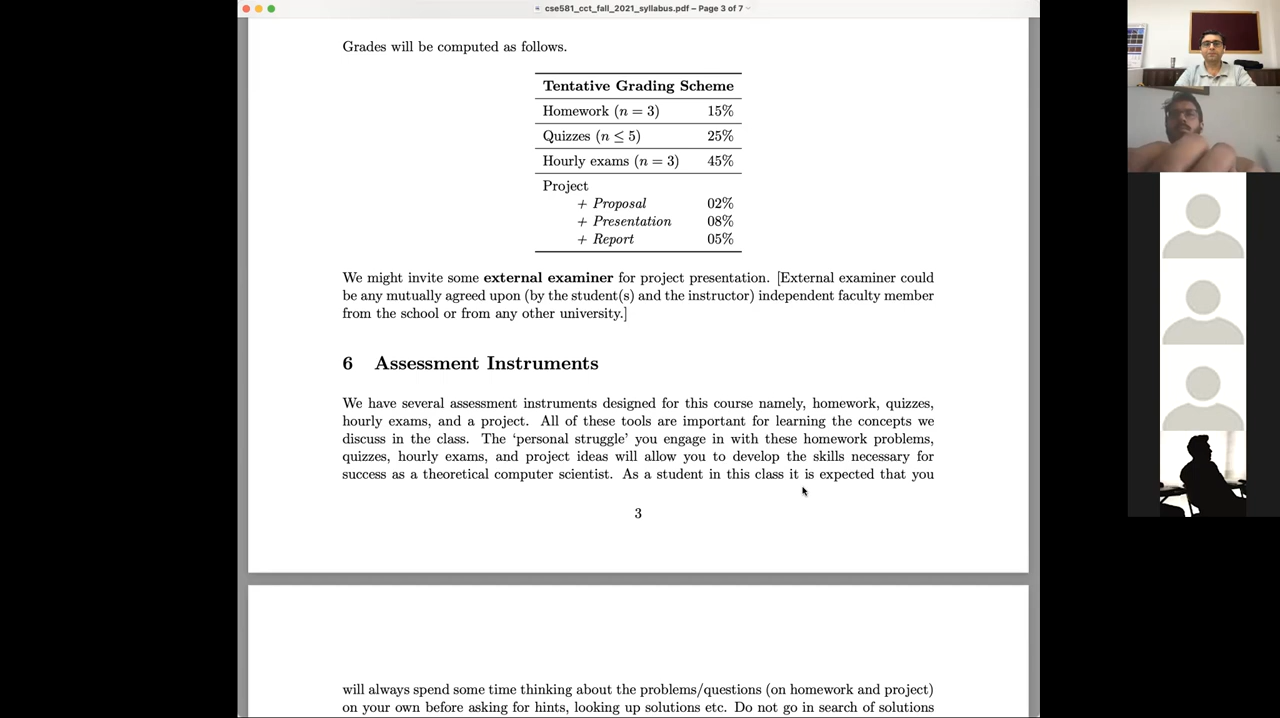 cse581_cct_fall_2021_syllabus.pdf – Page 3 of 7
Grades will be computed as follows.
Tentative Grading Scheme
Homework (n = 3) 15%
Quizzes (n ≤ 5) 25%
Hourly exams (n = 3) 45%
Project
+ Proposal 02%
+ Presentation 08%
+ Report 05%
We might invite some external examiner for project presentation. [External examiner could
be any mutually agreed upon (by the student(s) and the instructor) independent faculty member
from the school or from any other university.]
6 Assessment Instruments
We have several assessment instruments designed for this course namely, homework, quizzes,
hourly exams, and a project. All of these tools are important for learning the concepts we
discuss in the class. The ‘personal struggle’ you engage in with these homework problems,
quizzes, hourly exams, and project ideas will allow you to develop the skills necessary for
success as a theoretical computer scientist. As a student in this class it is expected that you
3
will always spend some time thinking about the problems/questions (on homework and project)
on your own before asking for hints, looking up solutions etc. Do not go in search of solutions